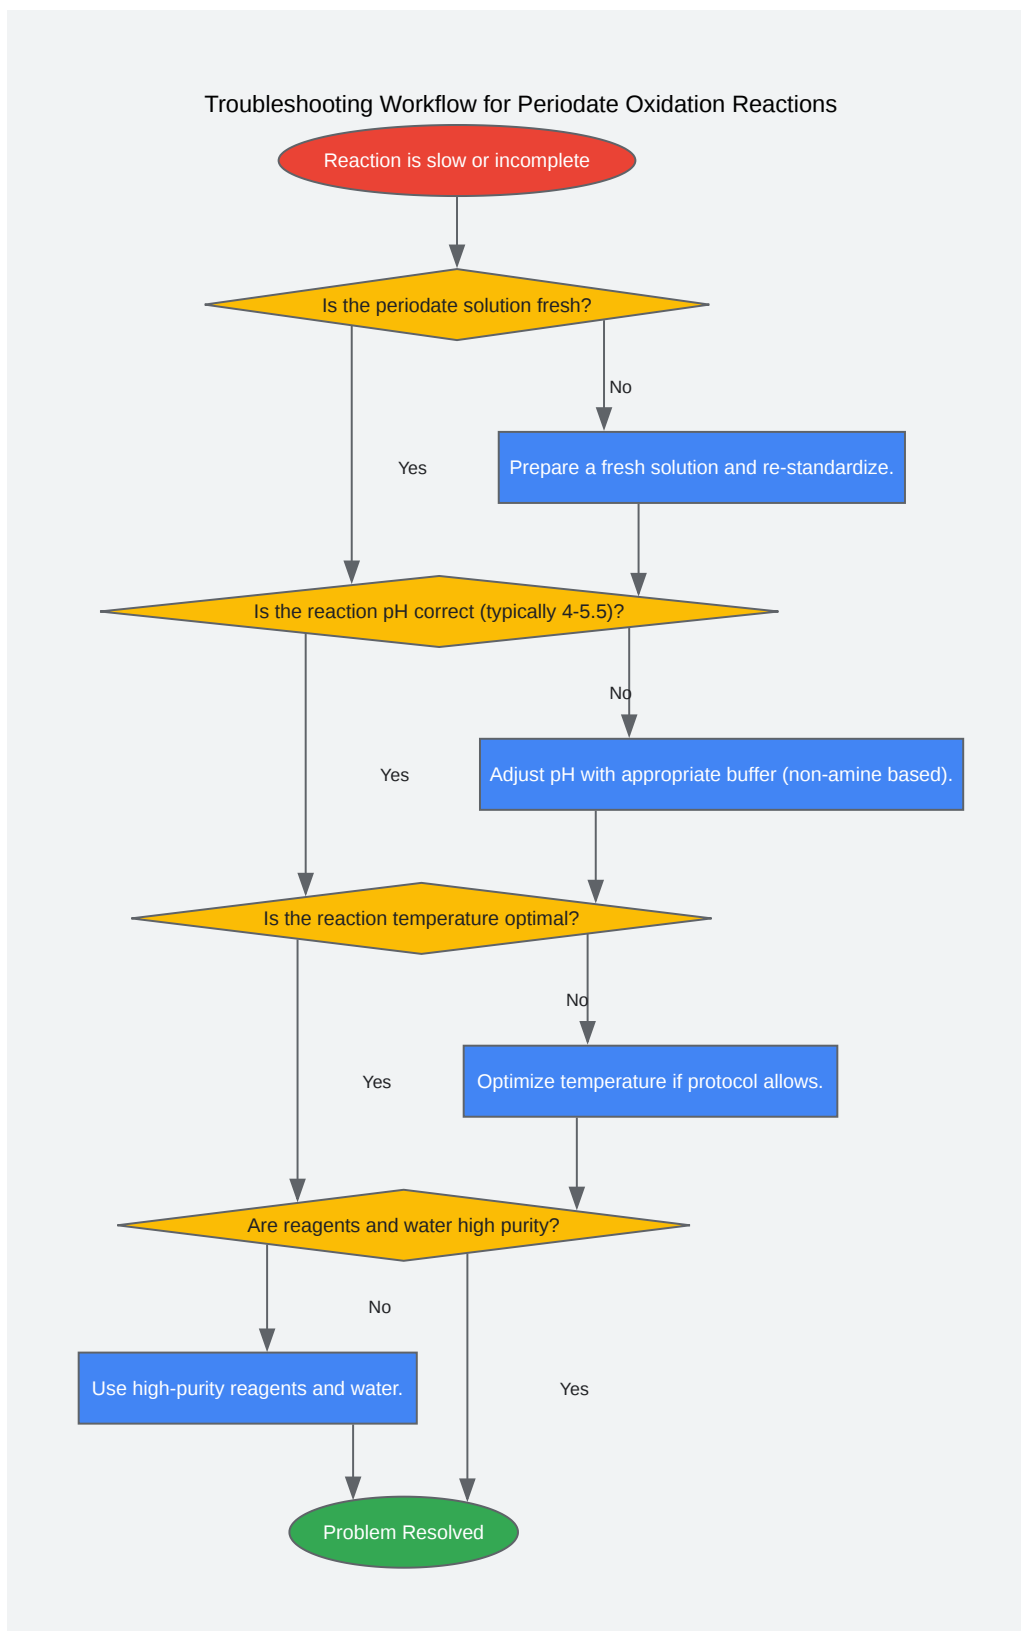 Troubleshooting Workflow for Periodate Oxidation Reactions
Reaction is slow or incomplete
Is the periodate solution fresh?
No
Yes
Prepare a fresh solution and re-standardize.
Is the reaction pH correct (typically 4-5.5)?
No
Yes
Adjust pH with appropriate buffer (non-amine based).
Is the reaction temperature optimal?
No
Yes
Optimize temperature if protocol allows.
Are reagents and water high purity?
No
Use high-purity reagents and water.
Yes
Problem Resolved